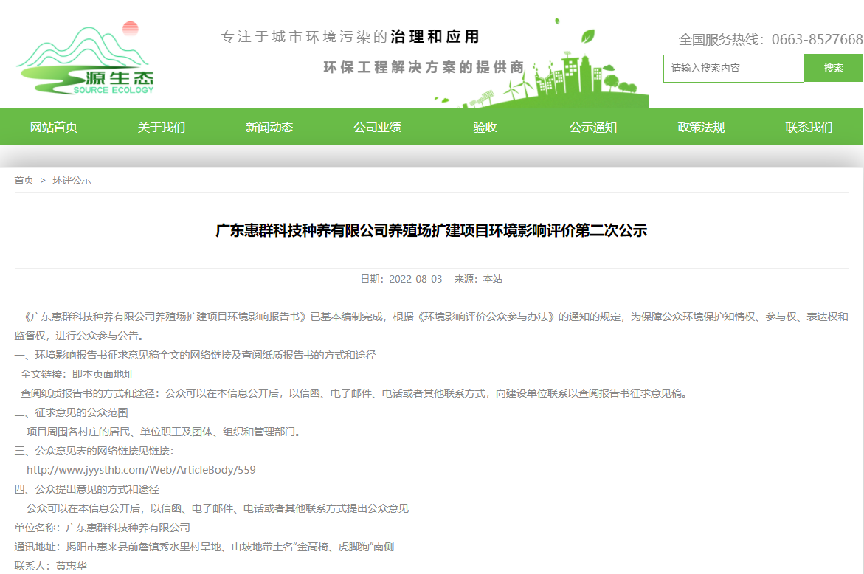 源生态
SOURCE ECOLOGY
专注于城市环境污染的治理和应用
环保工程解决方案的提供商
全国服务热线：0663-8527668
请输入搜索内容
搜索
网站首页 关于我们 新闻动态 公司业绩 验收 公示通知 政策法规 联系我们
首页 > 环评公示
广东惠群科技种养有限公司养殖场扩建项目环境影响评价第二次公示
日期：2022-08-03 来源：本站
《广东惠群科技种养有限公司养殖场扩建项目环境影响报告书》已基本编制完成，根据《环境影响评价公众参与办法》的通知的规定，为保障公众环境保护知情权、参与权、表达权和
监督权，进行公众参与公告。
一、环境影响报告书征求意见稿全文的网络链接及查阅纸质报告书的方式和途径
全文链接：即本页面地址
查阅纸质报告书的方式和途径：公众可以在本信息公开后，以信函、电子邮件、电话或者其他联系方式，向建设单位联系以查阅报告书征求意见稿。
二、征求意见的公众范围
项目周围各村庄的居民、单位职工及团体、组织和管理部门。
三、公众意见表的网络链接见链接：
http://www.jyysthb.com/Web/ArticleBody/559
四、公众提出意见的方式和途径
公众可以在本信息公开后，以信函、电子邮件、电话或者其他联系方式提出公众意见
单位名称：广东惠群科技种养有限公司
通讯地址：揭阳市惠来县前詹镇秀水里村旱地、山坡地带土名“金高椅、虎脚炮”南侧
联系人：黄惠华